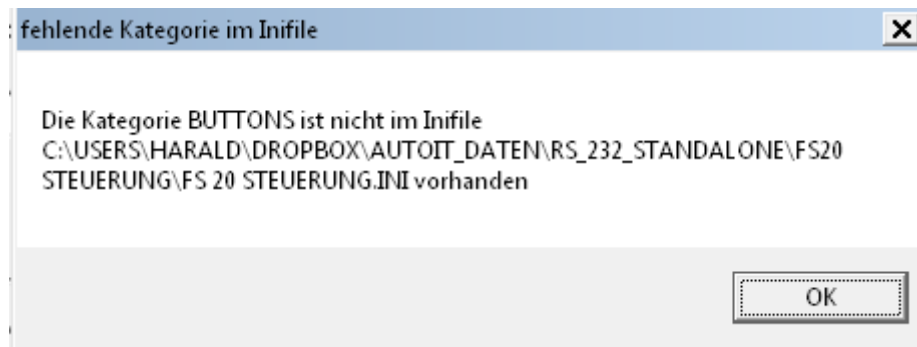 fehlende Kategorie im Inifile
Die Kategorie BUTTONS ist nicht im Inifile
C:\USERS\HARALD\DROPBOX\AUTOIT_DATEN\RS_232_STANDALONE\FS20
STEUERUNG\FS 20 STEUERUNG.INI vorhanden
OK